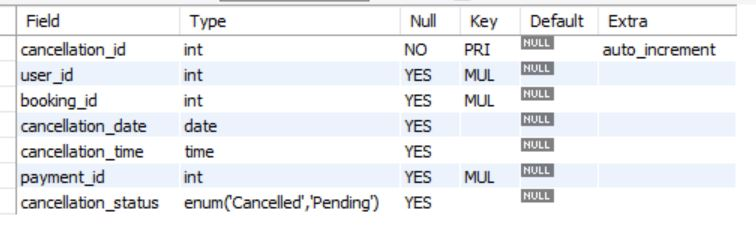 Field Type Null Key Default Extra
cancellation_id int NO PRI NULL auto_increment
user_id int YES MUL NULL
booking_id int YES MUL NULL
cancellation_date date YES NULL
cancellation_time time YES NULL
payment_id int YES MUL NULL
cancellation_status enum('Cancelled','Pending') YES NULL